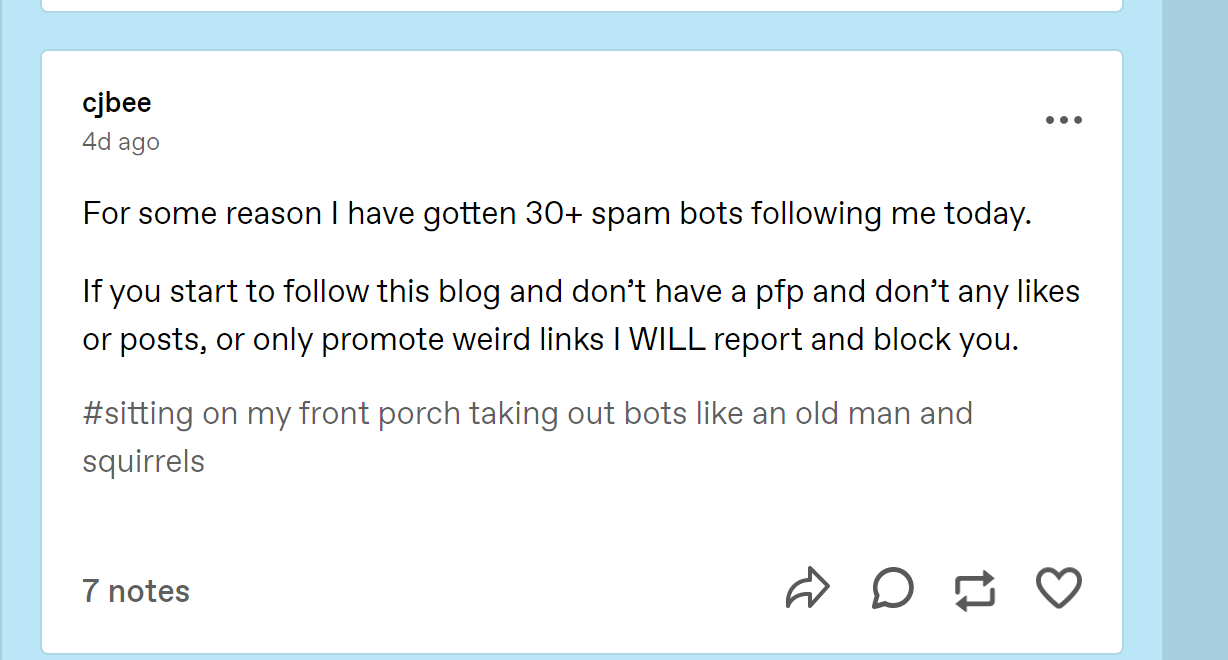 cjbee
4d ago
For some reason I have gotten 30+ spam bots following me today.
If you start to follow this blog and don’t have a pfp and don’t any likes
or posts, or only promote weird links I WILL report and block you.
#sitting on my front porch taking out bots like an old man and
squirrels
7 notes